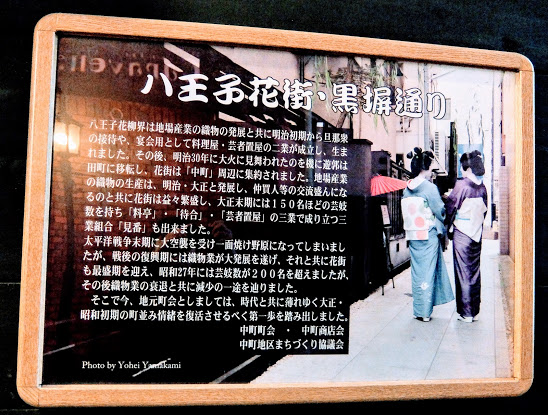 八王子花街・黒塀通り
八王子花柳界は地場産業の織物の発展と共に明治初期から旦那衆
の接待や、宴会用として料理屋・芸者置屋の二業が成立し、生ま
れました。その後、明治30年に大火に見舞われたのを機に遊郭は
田町に移転し、花街は「中町」周辺に集約されました。地場産業
の織物の生産は、明治・大正と発展し、仲買人等の交流盛んにな
るのと共に花街は益々繁盛し、大正末期には150名ほどの芸妓
数を持ち「料亭」・「待合」・「芸者置屋」の三業で成り立つ三
業組合「見番」も出来ました。
太平洋戦争末期に大空襲を受け一面焼け野原になってしまいまし
たが、戦後の復興期には織物業が大発展を遂げ、それと共に花街
も最盛期を迎え、昭和27年には芸妓数が200名を超えましたが、
その後織物業の衰退と共に減少の一途を辿りました。
そこで今、地元町会としましては、時代と共に薄れゆく大正・
昭和初期の町並み情緒を復活させるべく第一歩を踏み出しました。
中町町会 ・ 中町商店会
中町地区まちづくり協議会
Photo by Yohei Yamakami